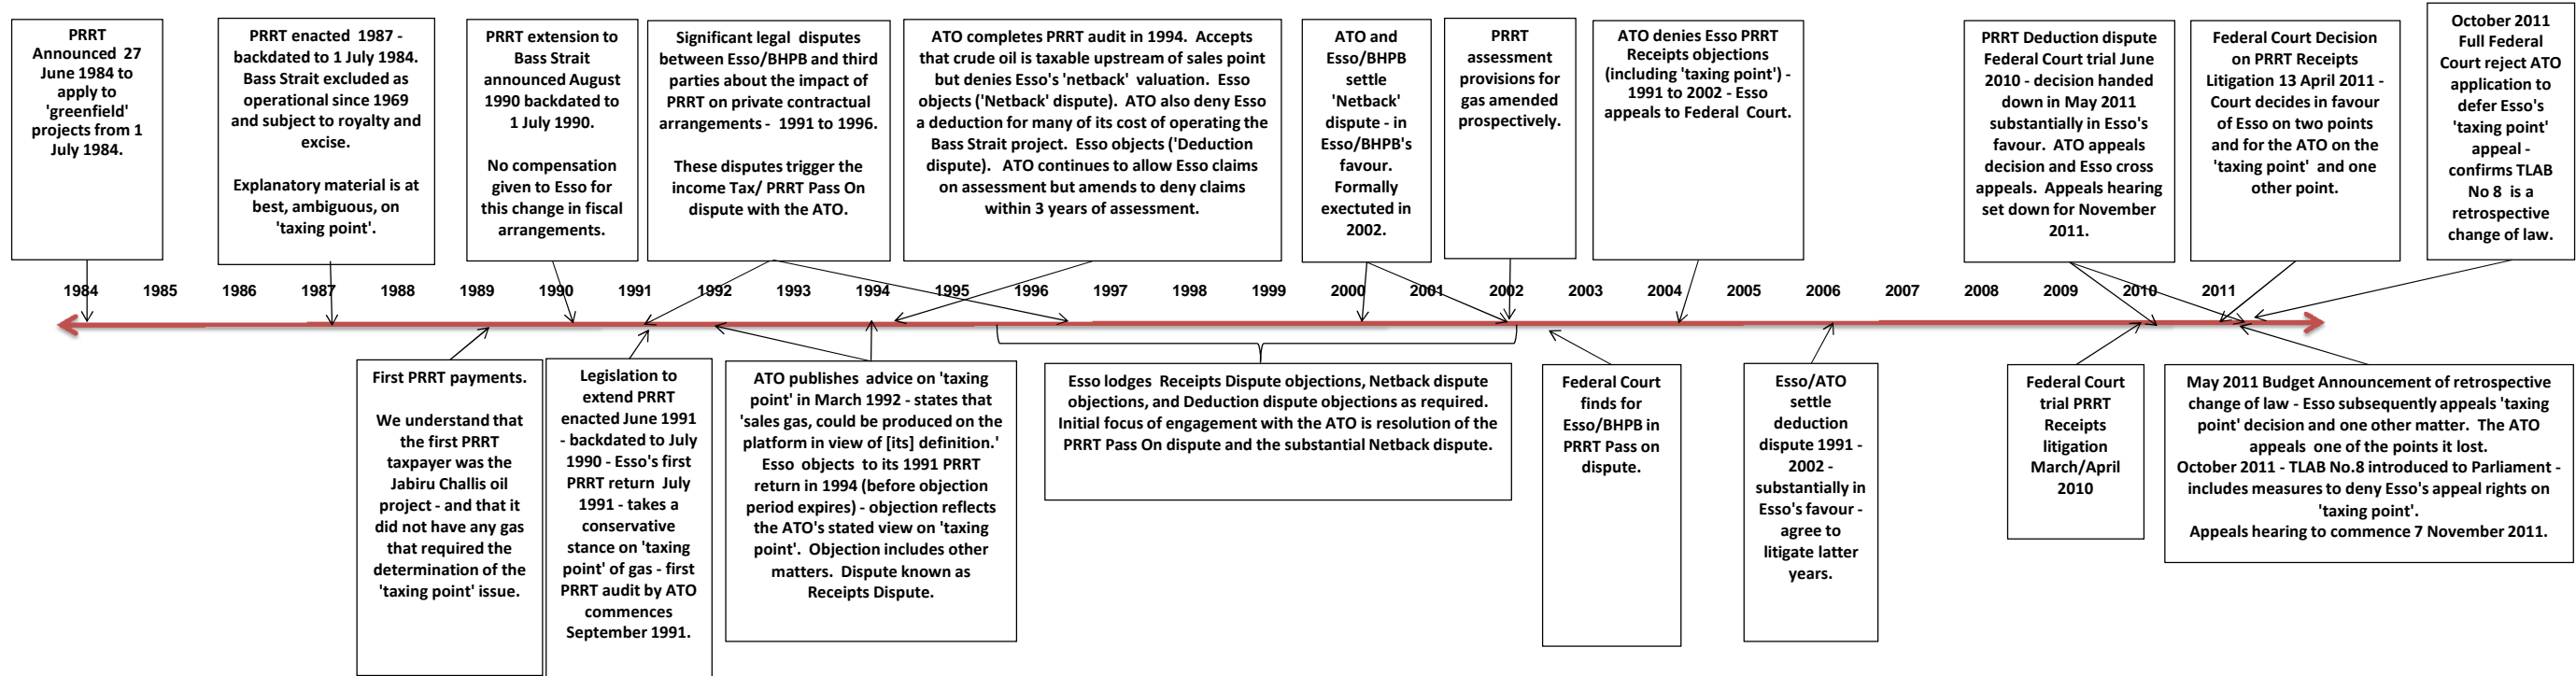 PRRT
Announced 27
June 1984 to
apply to
'greenfield'
projects from 1
July 1984.
PRRT enacted 1987 -
backdated to 1 July 1984.
Bass Strait excluded as
operational since 1969
and subject to royalty and
excise.
Explanatory material is at
best, ambiguous, on
'taxing point'.
PRRT extension to
Bass Strait
announced August
1990 backdated to
1 July 1990.
No compensation
given to Esso for
this change in fiscal
arrangements.
Significant legal disputes
between Esso/BHPB and third
parties about the impact of
PRRT on private contractual
arrangements - 1991 to 1996.
These disputes trigger the
income Tax/ PRRT Pass On
dispute with the ATO.
ATO completes PRRT audit in 1994. Accepts
that crude oil is taxable upstream of sales point
but denies Esso's 'netback' valuation. Esso
objects ('Netback' dispute). ATO also deny Esso
a deduction for many of its cost of operating the
Bass Strait project. Esso objects ('Deduction
dispute). ATO continues to allow Esso claims
on assessment but amends to deny claims
within 3 years of assessment.
ATO and
Esso/BHPB
settle
'Netback'
dispute - in
Esso/BHPB's
favour.
Formally
exectuted in
2002.
PRRT
assessment
provisions for
gas amended
prospectively.
ATO denies Esso PRRT
Receipts objections
(including 'taxing point') -
1991 to 2002 - Esso
appeals to Federal Court.
PRRT Deduction dispute
Federal Court trial June
2010 - decision handed
down in May 2011
substantially in Esso's
favour. ATO appeals
decision and Esso cross
appeals. Appeals hearing
set down for November
2011.
Federal Court Decision
on PRRT Receipts
Litigation 13 April 2011 -
Court decides in favour
of Esso on two points
and for the ATO on the
'taxing point' and one
other point.
October 2011
Full Federal
Court reject ATO
application to
defer Esso's
'taxing point'
appeal -
confirms TLAB
No 8 is a
retrospective
change of law.
1984 1985 1986 1987 1988 1989 1990 1991 1992 1993 1994 1995 1996 1997 1998 1999 2000 2001 2002 2003 2004 2005 2006 2007 2008 2009 2010 2011
First PRRT payments.
We understand that
the first PRRT
taxpayer was the
Jabiru Challis oil
project - and that it
did not have any gas
that required the
determination of the
'taxing point' issue.
Legislation to
extend PRRT
enacted June 1991
- backdated to July
1990 - Esso's first
PRRT return July
1991 - takes a
conservative
stance on 'taxing
point' of gas - first
PRRT audit by ATO
commences
September 1991.
ATO publishes advice on 'taxing
point' in March 1992 - states that
'sales gas, could be produced on the
platform in view of [its] definition.'
Esso objects to its 1991 PRRT
return in 1994 (before objection
period expires) - objection reflects
the ATO's stated view on 'taxing
point'. Objection includes other
matters. Dispute known as
Receipts Dispute.
Esso lodges Receipts Dispute objections, Netback dispute
objections, and Deduction dispute objections as required.
Initial focus of engagement with the ATO is resolution of the
PRRT Pass On dispute and the substantial Netback dispute.
Federal Court
finds for
Esso/BHPB in
PRRT Pass on
dispute.
Esso/ATO
settle
deduction
dispute 1991 -
2002 -
substantially in
Esso's favour -
agree to
litigate latter
years.
Federal Court
trial PRRT
Receipts
litigation
March/April
2010
May 2011 Budget Announcement of retrospective
change of law - Esso subsequently appeals 'taxing
point' decision and one other matter. The ATO
appeals one of the points it lost.
October 2011 - TLAB No.8 introduced to Parliament -
includes measures to deny Esso's appeal rights on
'taxing point'.
Appeals hearing to commence 7 November 2011.